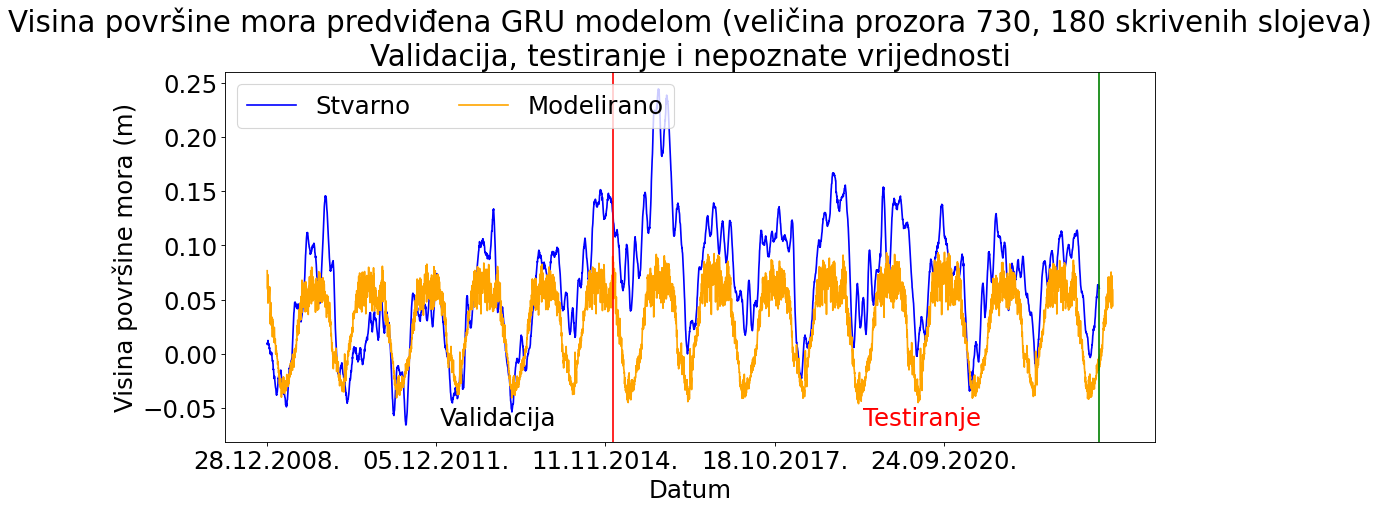 Visina površine mora predviđena GRU modelom (veličina prozora 730, 180 skrivenih slojeva)
Validacija, testiranje i nepoznate vrijednosti
Stvarno
Modelirano
Visina površine mora (m)
0.25
0.20
0.15
0.10
0.05
0.00
−0.05
Validacija
Testiranje
28.12.2008.
05.12.2011.
11.11.2014.
18.10.2017.
24.09.2020.
Datum